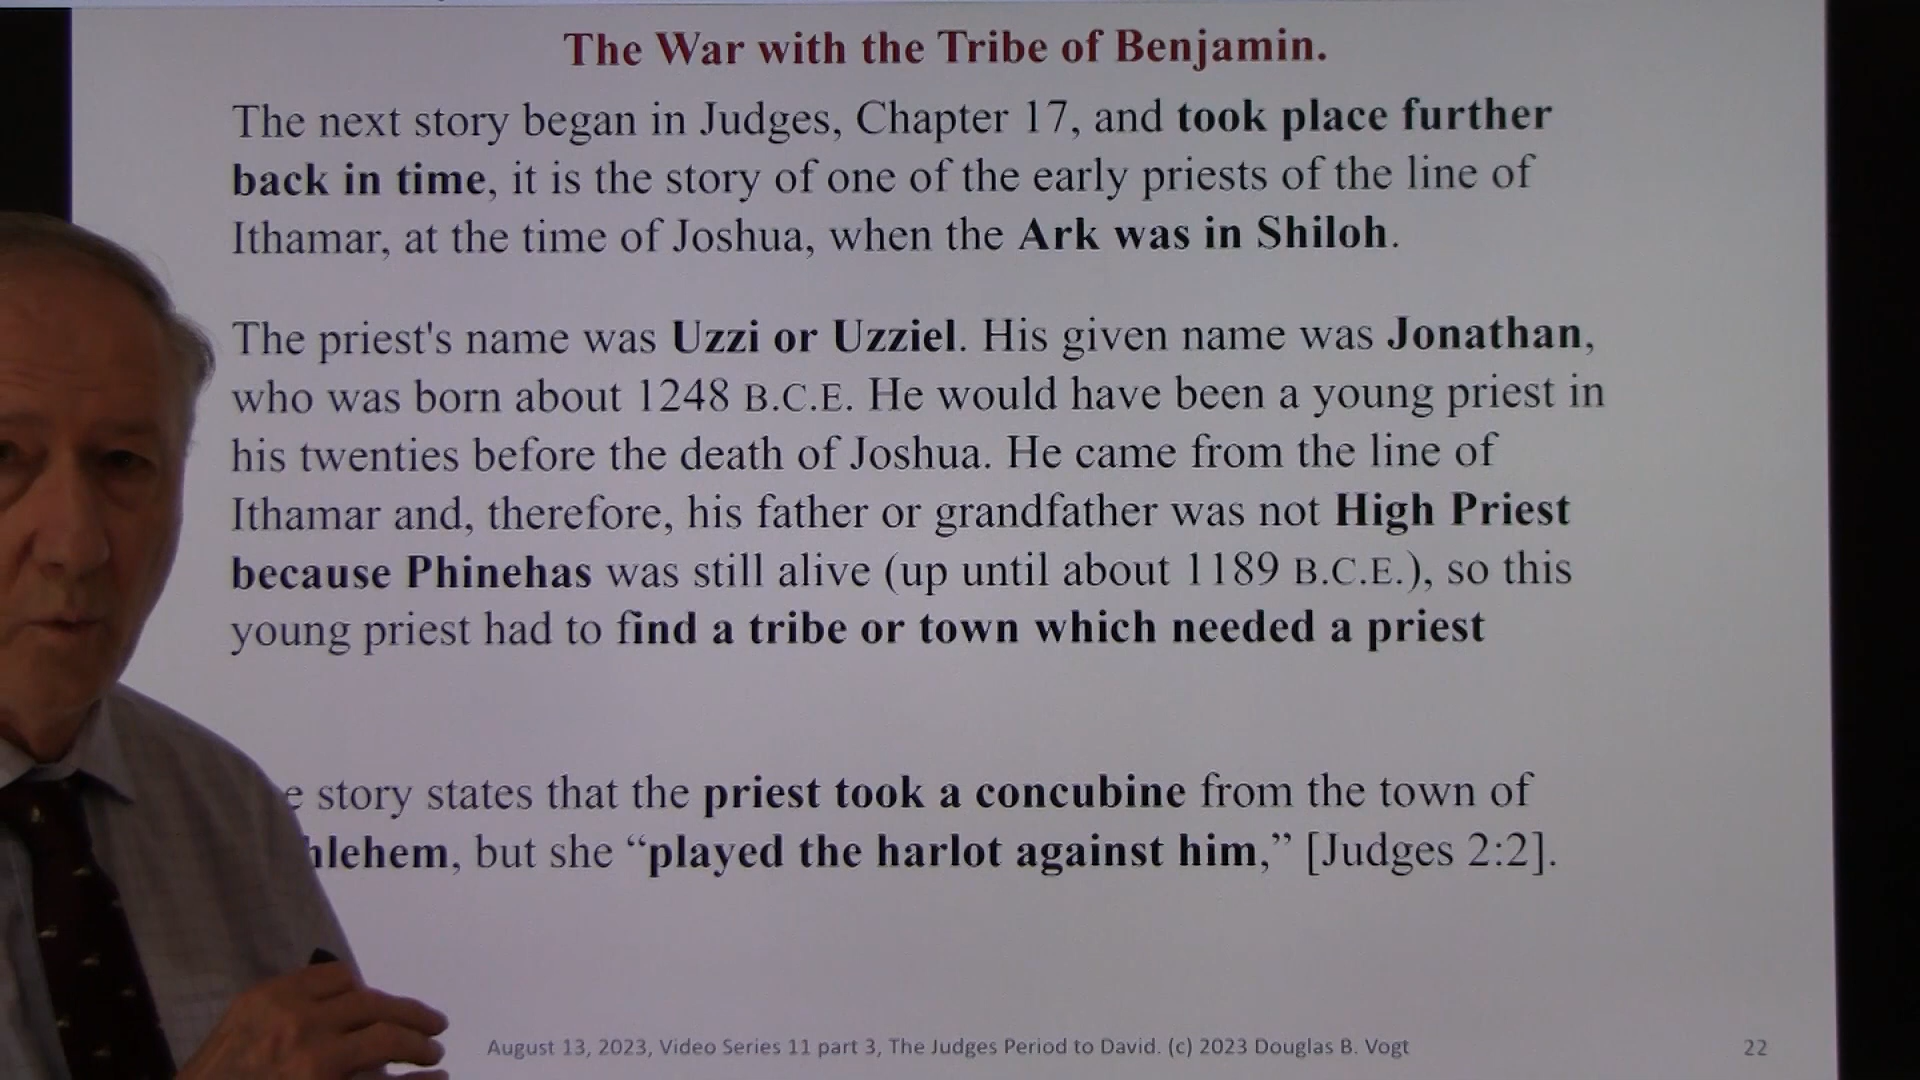 The War with the Tribe of Benjamin.
The next story began in Judges, Chapter 17, and took place further
back in time, it is the story of one of the early priests of the line of
Ithamar, at the time of Joshua, when the Ark was in Shiloh.
The priest's name was Uzzi or Uzziel. His given name was Jonathan,
who was born about 1248 B.C.E. He would have been a young priest in
his twenties before the death of Joshua. He came from the line of
Ithamar and, therefore, his father or grandfather was not High Priest
because Phinehas was still alive (up until about 1189 B.C.E.), so this
young priest had to find a tribe or town which needed a priest
e story states that the priest took a concubine from the town of
hlehem, but she “played the harlot against him,” [Judges 2:2].
August 13, 2023, Video Series 11 part 3, The Judges Period to David. (c) 2023 Douglas B. Vogt
22